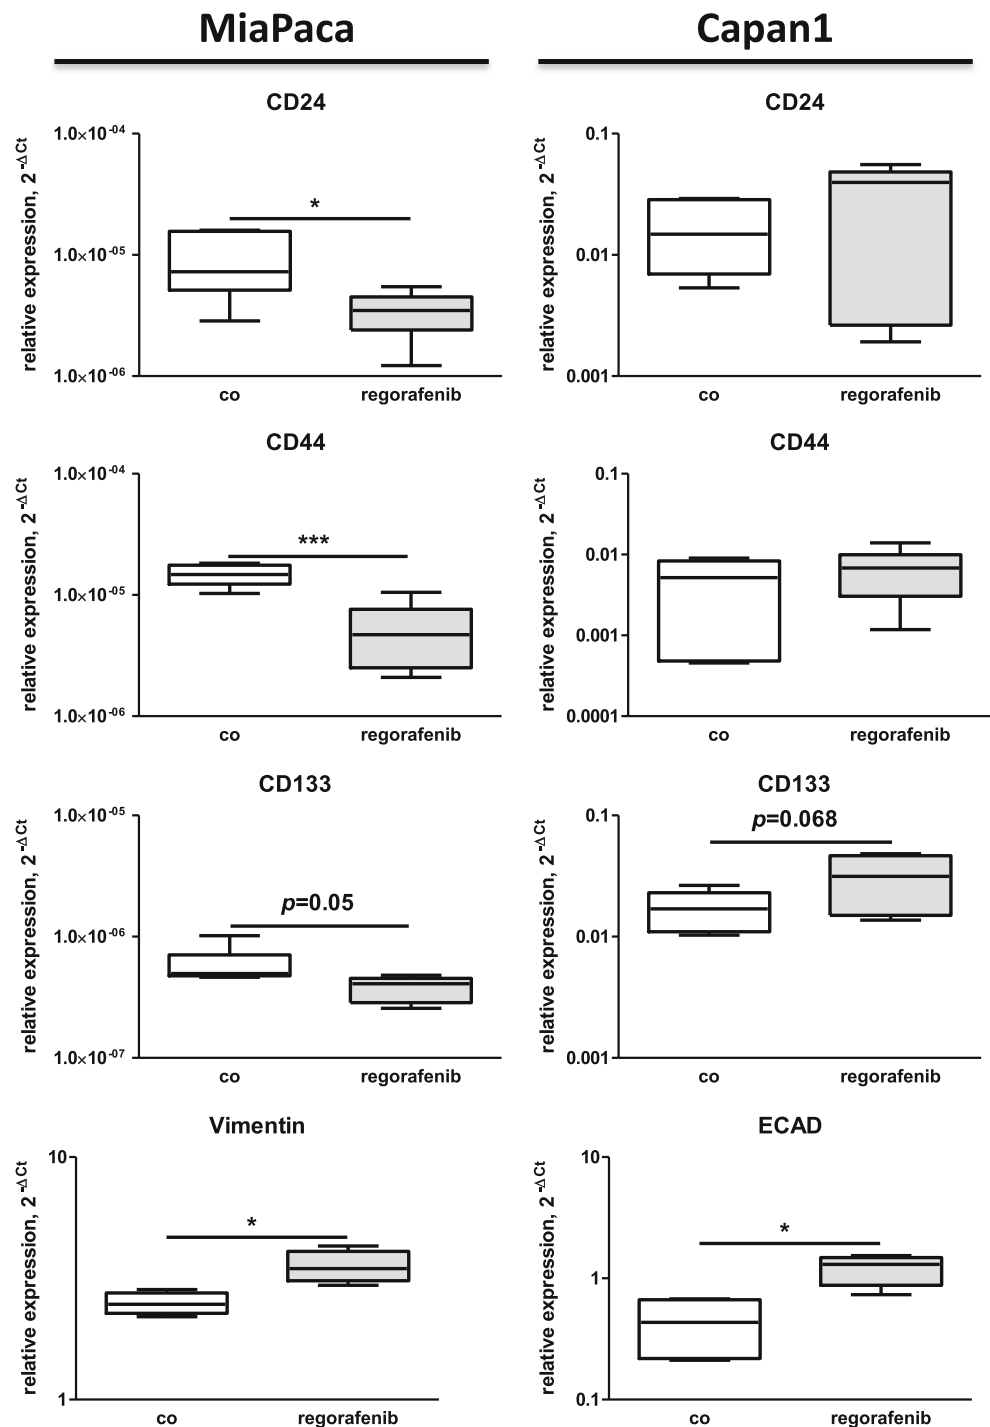 MiaPaca
Capan1
CD24
relative expression, 2^-ΔCt
1.0×10^-04
1.0×10^-05
1.0×10^-06
*
co
regorafenib
CD24
relative expression, 2^-ΔCt
0.1
0.01
0.001
co
regorafenib
CD44
relative expression, 2^-ΔCt
1.0×10^-04
1.0×10^-05
1.0×10^-06
***
co
regorafenib
CD44
relative expression, 2^-ΔCt
0.1
0.01
0.001
0.0001
co
regorafenib
CD133
relative expression, 2^-ΔCt
1.0×10^-05
1.0×10^-06
1.0×10^-07
p=0.05
co
regorafenib
CD133
relative expression, 2^-ΔCt
0.1
0.01
0.001
p=0.068
co
regorafenib
Vimentin
relative expression, 2^-ΔCt
10
1
*
co
regorafenib
ECAD
relative expression, 2^-ΔCt
10
1
0.1
*
co
regorafenib